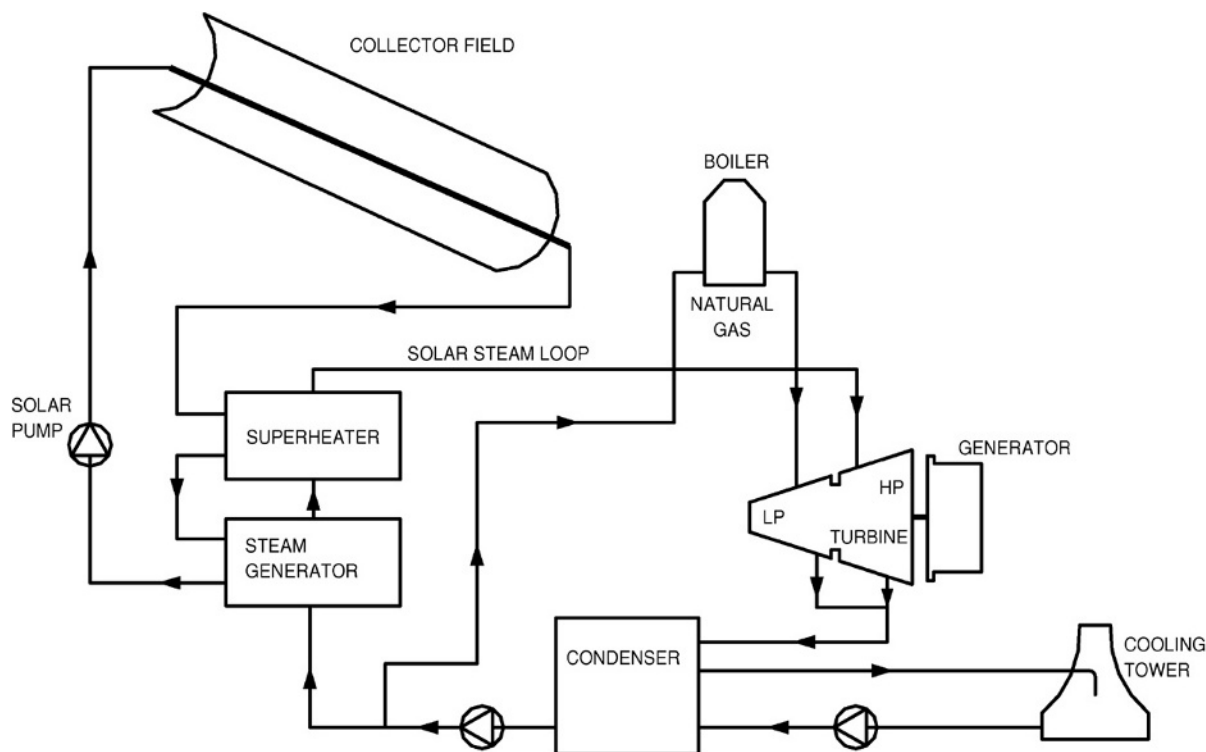 COLLECTOR FIELD
BOILER
NATURAL
GAS
SOLAR STEAM LOOP
SOLAR
PUMP
SUPERHEATER
GENERATOR
HP
LP
TURBINE
STEAM
GENERATOR
CONDENSER
COOLING
TOWER